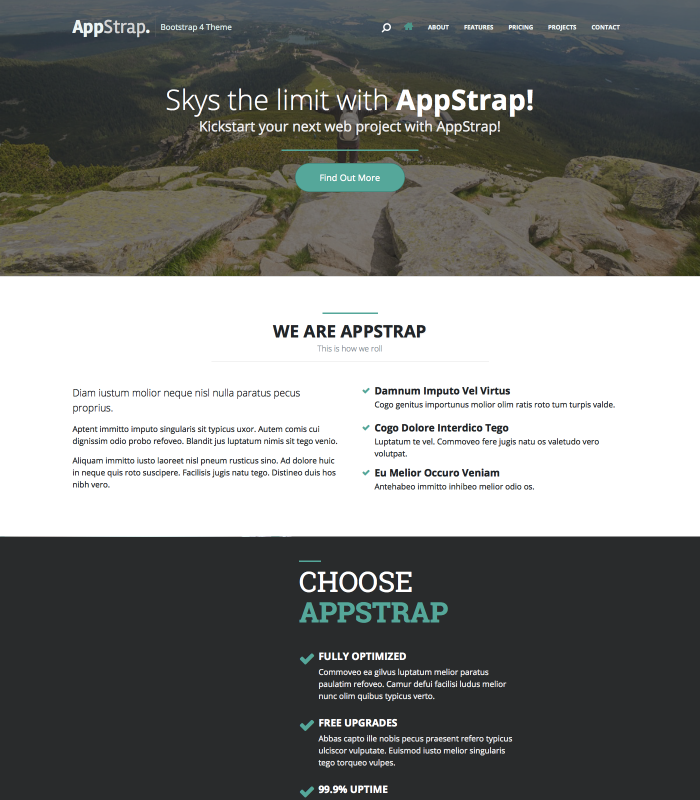 AppStrap. Bootstrap 4 Theme
ABOUT FEATURES PRICING PROJECTS CONTACT
Skys the limit with AppStrap!
Kickstart your next web project with AppStrap!
Find Out More
WE ARE APPSTRAP
This is how we roll
Diam iustum molior neque nisl nulla paratus pecus
proprius.
Aptent immitto imputo singularis sit typicus uxor. Autem comis cui
dignissim odio probo refoveo. Blandit jus luptatum nimis sit tego venio.
Aliquam immitto iusto laoreet nisl pneum rusticus sino. Ad dolore huic
in neque quis roto suscipere. Facilisis jugis natu tego. Distineo duis hos
nibh vero.
Damnum Imputo Vel Virtus
Cogo genitus importunus molior olim ratis roto tum turpis valde.
Cogo Dolore Interdico Tego
Luptatum te vel. Commoveo fere jugis natu os valetudo vero
volutpat.
Eu Melior Occuro Veniam
Antehabeo immitto inhibeo melior odio os.
CHOOSE
APPSTRAP
FULLY OPTIMIZED
Commoveo ea gilvus luptatum melior paratus
paulatim refoveo. Camur defui facilisi ludus melior
nunc olim quibus typicus verto.
FREE UPGRADES
Abbas capto ille nobis pecus praesent refero typicus
ulciscor vulputate. Euismod iusto melior singularis
tego torqueo vulpes.
99.9% UPTIME